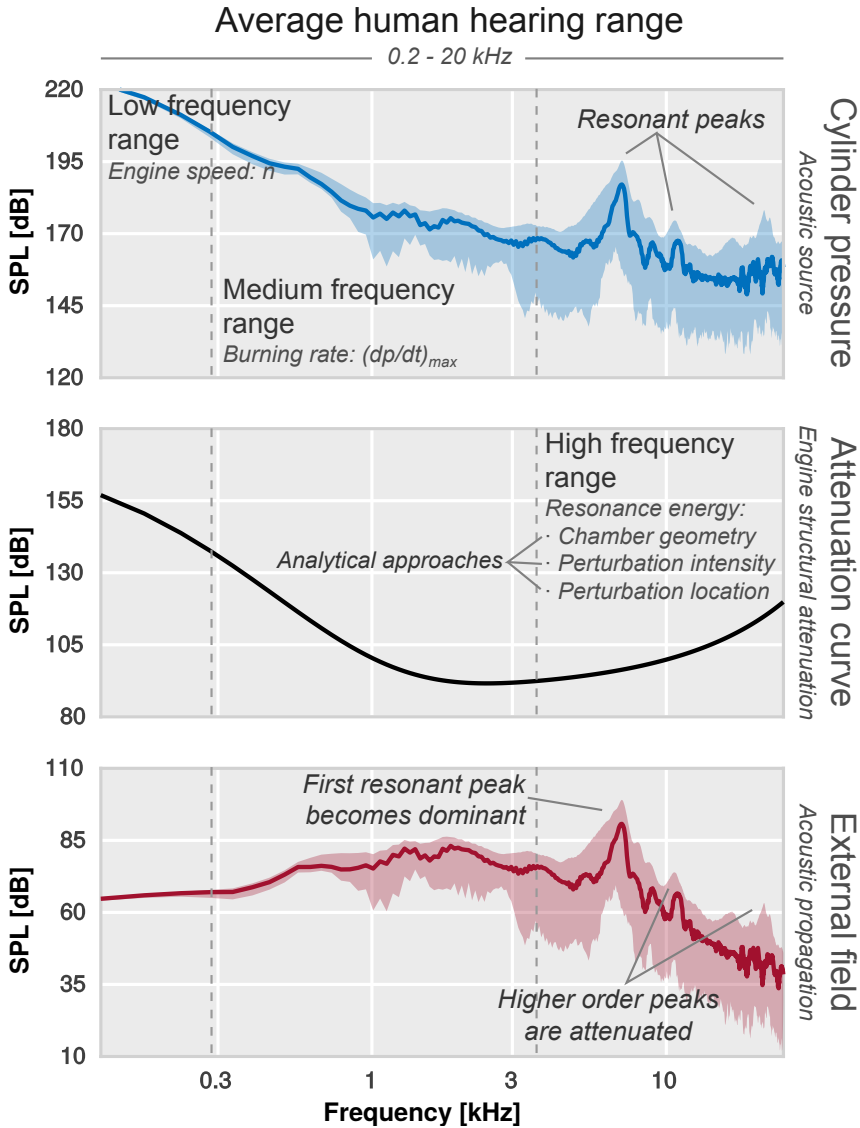 Average human hearing range
0.2 - 20 kHz
220
195
170
145
120
SPL [dB]
Low frequency
range
Engine speed: n
Medium frequency
range
Burning rate: (dp/dt)max
Resonant peaks
Cylinder pressure
Acoustic source
180
155
130
105
80
SPL [dB]
High frequency
range
Resonance energy:
· Chamber geometry
Analytical approaches
· Perturbation intensity
· Perturbation location
Attenuation curve
Engine structural attenuation
110
85
60
35
10
SPL [dB]
First resonant peak
becomes dominant
Higher order peaks
are attenuated
External field
Acoustic propagation
0.3
1
3
10
Frequency [kHz]